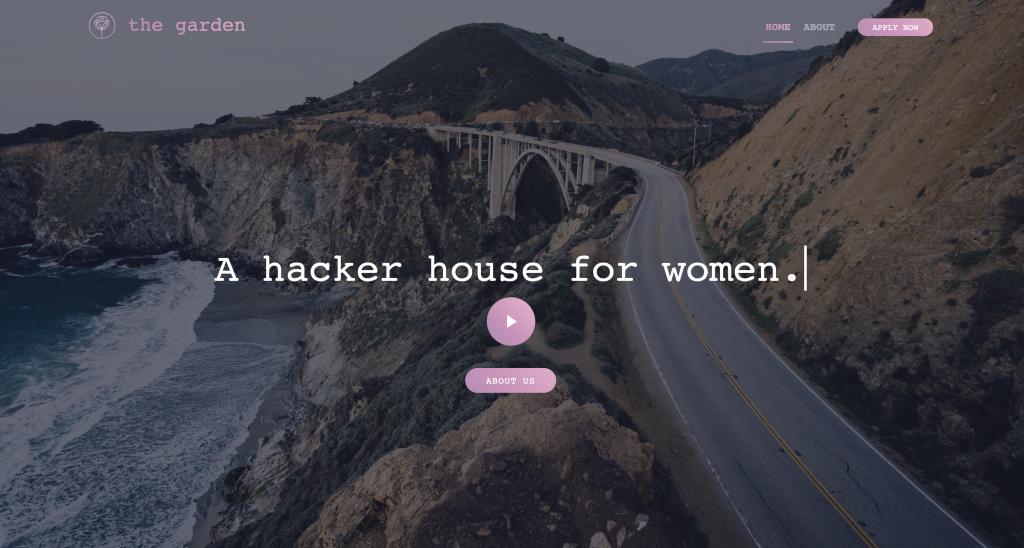 the garden
HOME
ABOUT
APPLY NOW
A hacker house for women.
ABOUT US